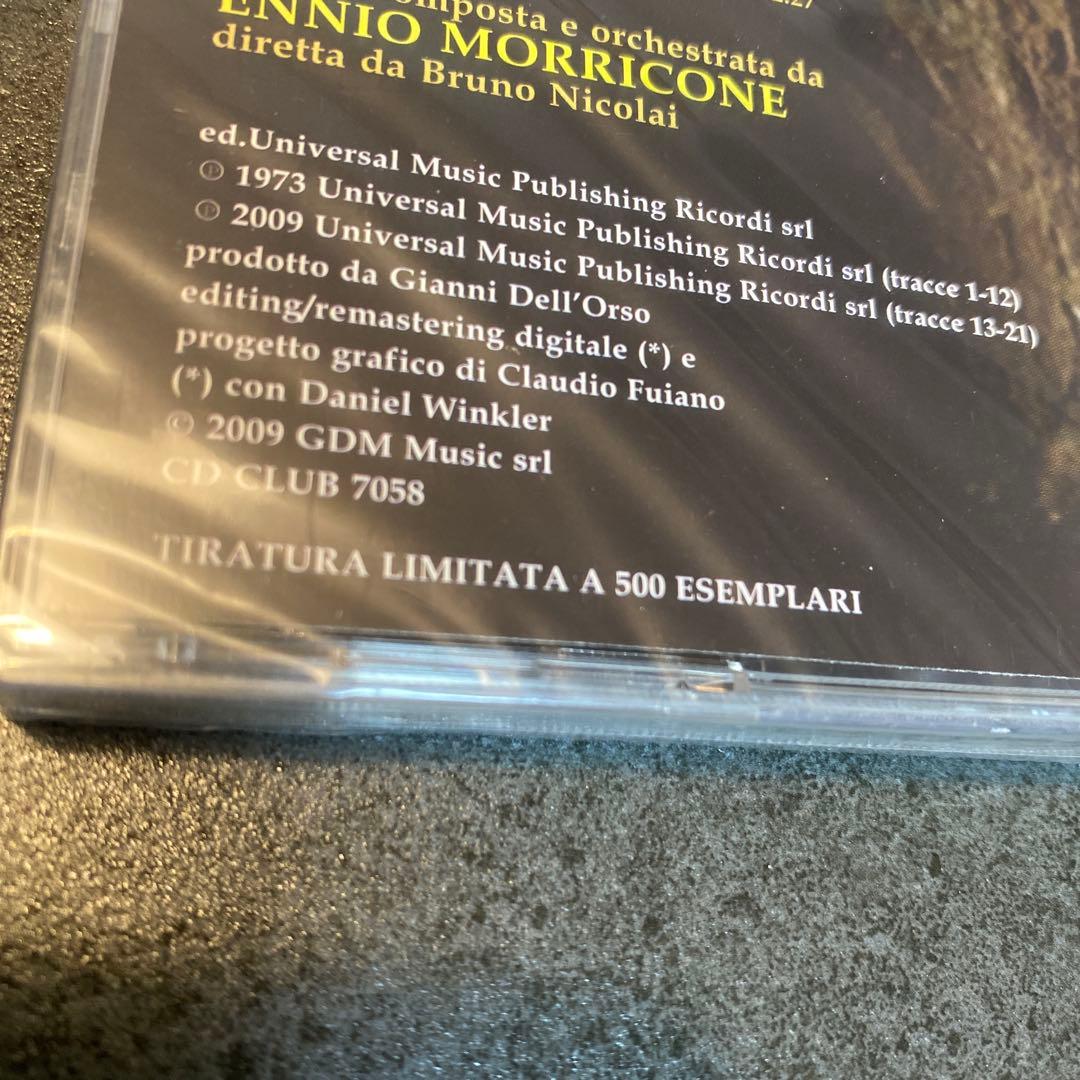 2:27
composta e orchestrata da
ENNIO MORRICONE
diretta da Bruno Nicolai
ed.Universal Music Publishing Ricordi srl
℗ 1973 Universal Music Publishing Ricordi srl (tracce 1-12)
℗ 2009 Universal Music Publishing Ricordi srl (tracce 13-21)
prodotto da Gianni Dell'Orso
editing/remastering digitale (*) e
progetto grafico di Claudio Fuiano
(*) con Daniel Winkler
© 2009 GDM Music srl
CD CLUB 7058
TIRATURA LIMITATA A 500 ESEMPLARI